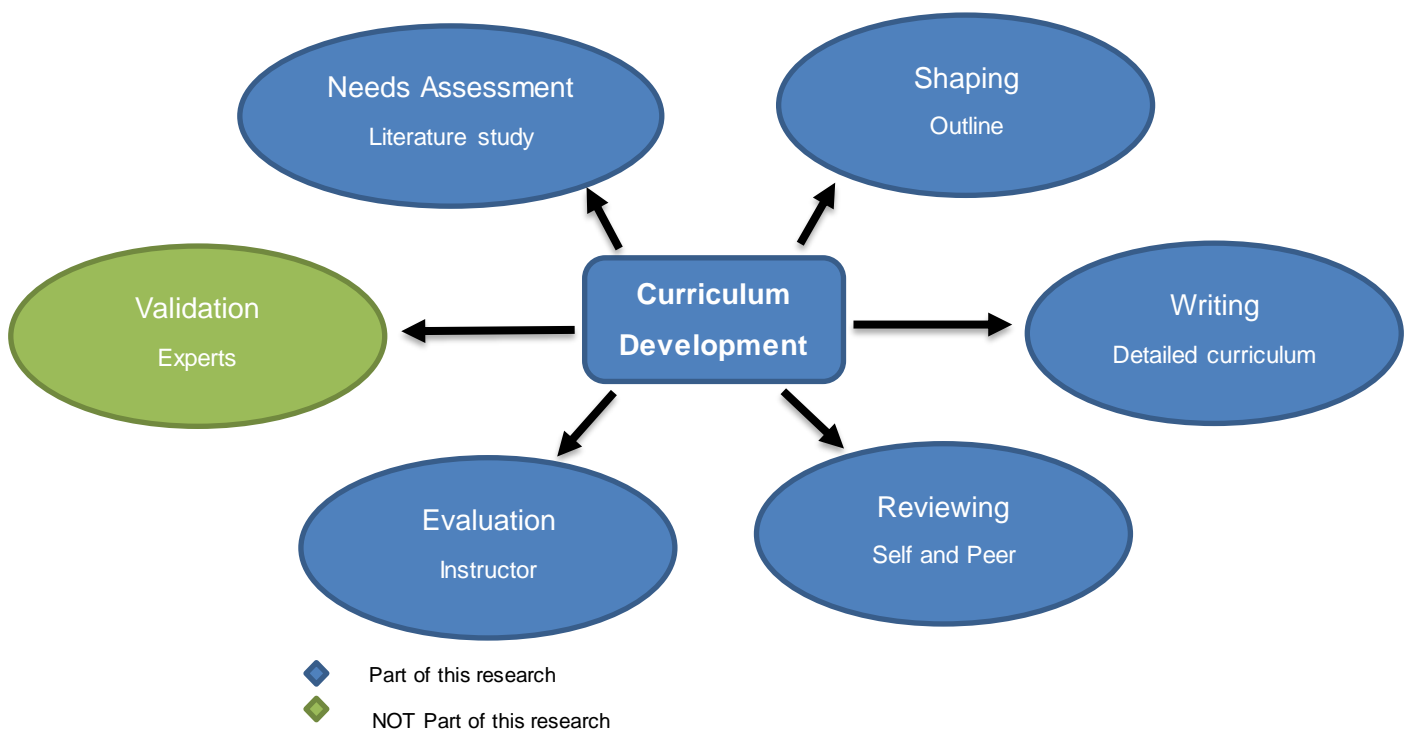 Needs Assessment
Literature study
Shaping
Outline
Validation
Experts
Curriculum
Development
Writing
Detailed curriculum
Evaluation
Instructor
Reviewing
Self and Peer
Part of this research
NOT Part of this research